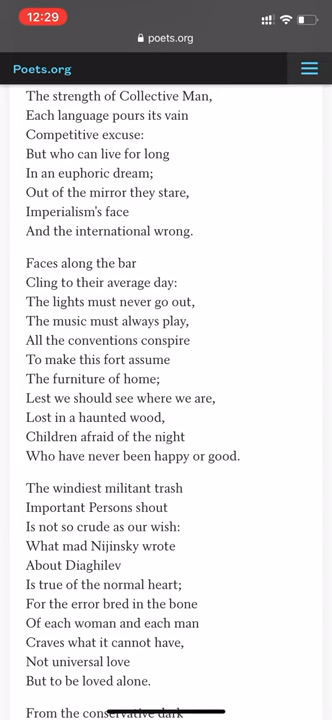 12:29
poets.org
Poets.org
The strength of Collective Man,
Each language pours its vain
Competitive excuse:
But who can live for long
In an euphoric dream;
Out of the mirror they stare,
Imperialism's face
And the international wrong.
Faces along the bar
Cling to their average day:
The lights must never go out,
The music must always play,
All the conventions conspire
To make this fort assume
The furniture of home;
Lest we should see where we are,
Lost in a haunted wood,
Children afraid of the night
Who have never been happy or good.
The windiest militant trash
Important Persons shout
Is not so crude as our wish:
What mad Nijinsky wrote
About Diaghilev
Is true of the normal heart;
For the error bred in the bone
Of each woman and each man
Craves what it cannot have,
Not universal love
But to be loved alone.
From the conservative dark